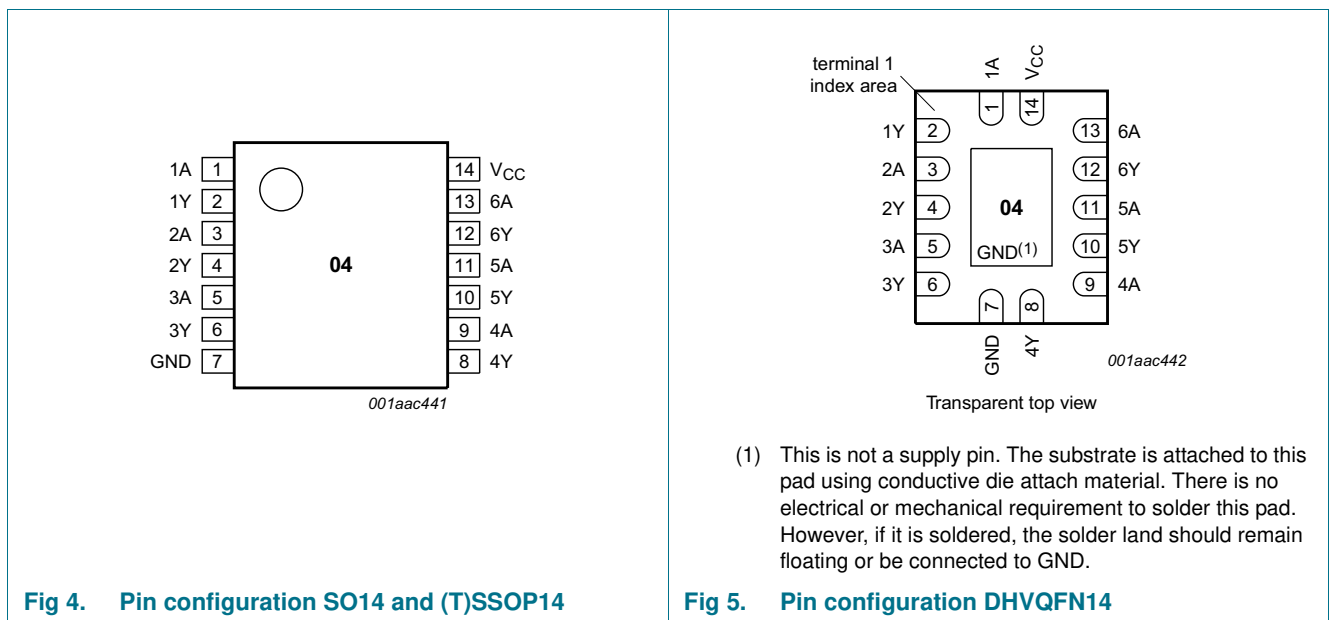 1A 1
1Y 2
2A 3
2Y 4
3A 5
3Y 6
GND 7
04
14 VCC
13 6A
12 6Y
11 5A
10 5Y
9 4A
8 4Y
001aac441
Fig 4. Pin configuration SO14 and (T)SSOP14
terminal 1
index area
1A
VCC
1
14
1Y 2
2A 3
2Y 4
3A 5
3Y 6
04
GND(1)
13 6A
12 6Y
11 5A
10 5Y
9 4A
7
8
GND
4Y
001aac442
Transparent top view
(1) This is not a supply pin. The substrate is attached to this
pad using conductive die attach material. There is no
electrical or mechanical requirement to solder this pad.
However, if it is soldered, the solder land should remain
floating or be connected to GND.
Fig 5. Pin configuration DHVQFN14